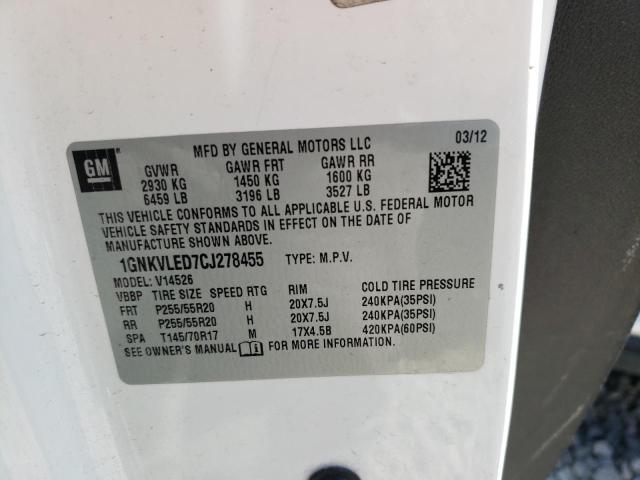 GM
MFD BY GENERAL MOTORS LLC 03/12
GVWR GAWR FRT GAWR RR
2930 KG 1450 KG 1600 KG
6459 LB 3196 LB 3527 LB
THIS VEHICLE CONFORMS TO ALL APPLICABLE U.S. FEDERAL MOTOR
VEHICLE SAFETY STANDARDS IN EFFECT ON THE DATE OF
MANUFACTURE SHOWN ABOVE.
1GNKVLED7CJ278455 TYPE: M.P.V.
MODEL: V14526
VBBP TIRE SIZE SPEED RTG RIM COLD TIRE PRESSURE
FRT P255/55R20 H 20X7.5J 240KPA(35PSI)
RR P255/55R20 H 20X7.5J 240KPA(35PSI)
SPA T145/70R17 M 17X4.5B 420KPA(60PSI)
SEE OWNER'S MANUAL FOR MORE INFORMATION.